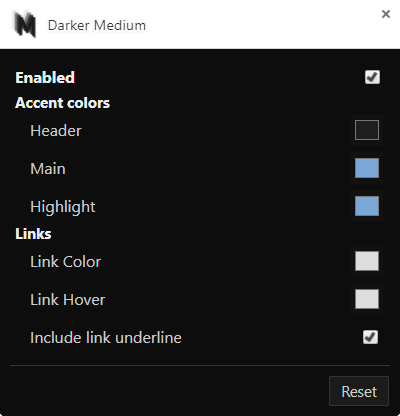 Darker Medium
Enabled
Accent colors
Header
Main
Highlight
Links
Link Color
Link Hover
Include link underline
Reset